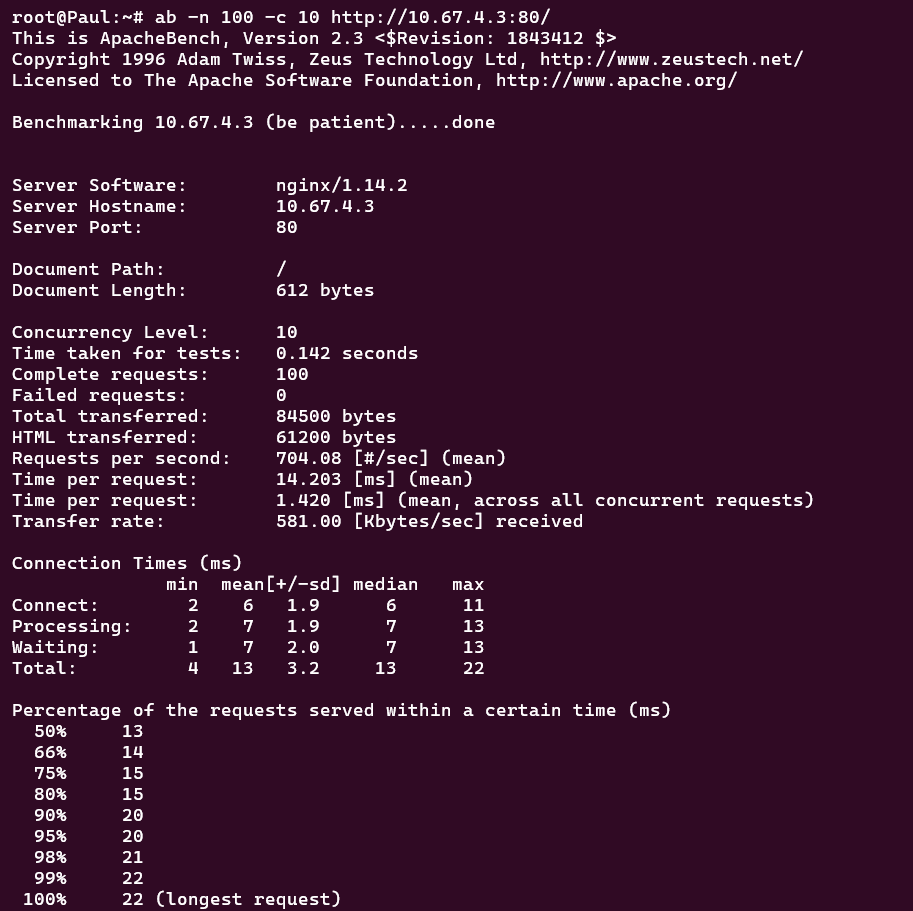 root@Paul:~# ab -n 100 -c 10 http://10.67.4.3:80/
This is ApacheBench, Version 2.3 <$Revision: 1843412 $>
Copyright 1996 Adam Twiss, Zeus Technology Ltd, http://www.zeustech.net/
Licensed to The Apache Software Foundation, http://www.apache.org/

Benchmarking 10.67.4.3 (be patient).....done


Server Software:        nginx/1.14.2
Server Hostname:        10.67.4.3
Server Port:            80

Document Path:          /
Document Length:        612 bytes

Concurrency Level:      10
Time taken for tests:   0.142 seconds
Complete requests:      100
Failed requests:        0
Total transferred:      84500 bytes
HTML transferred:       61200 bytes
Requests per second:    704.08 [#/sec] (mean)
Time per request:       14.203 [ms] (mean)
Time per request:       1.420 [ms] (mean, across all concurrent requests)
Transfer rate:          581.00 [Kbytes/sec] received

Connection Times (ms)
              min  mean[+/-sd] median   max
Connect:        2    6   1.9      6      11
Processing:     2    7   1.9      7      13
Waiting:        1    7   2.0      7      13
Total:          4   13   3.2     13      22

Percentage of the requests served within a certain time (ms)
  50%     13
  66%     14
  75%     15
  80%     15
  90%     20
  95%     20
  98%     21
  99%     22
 100%     22 (longest request)